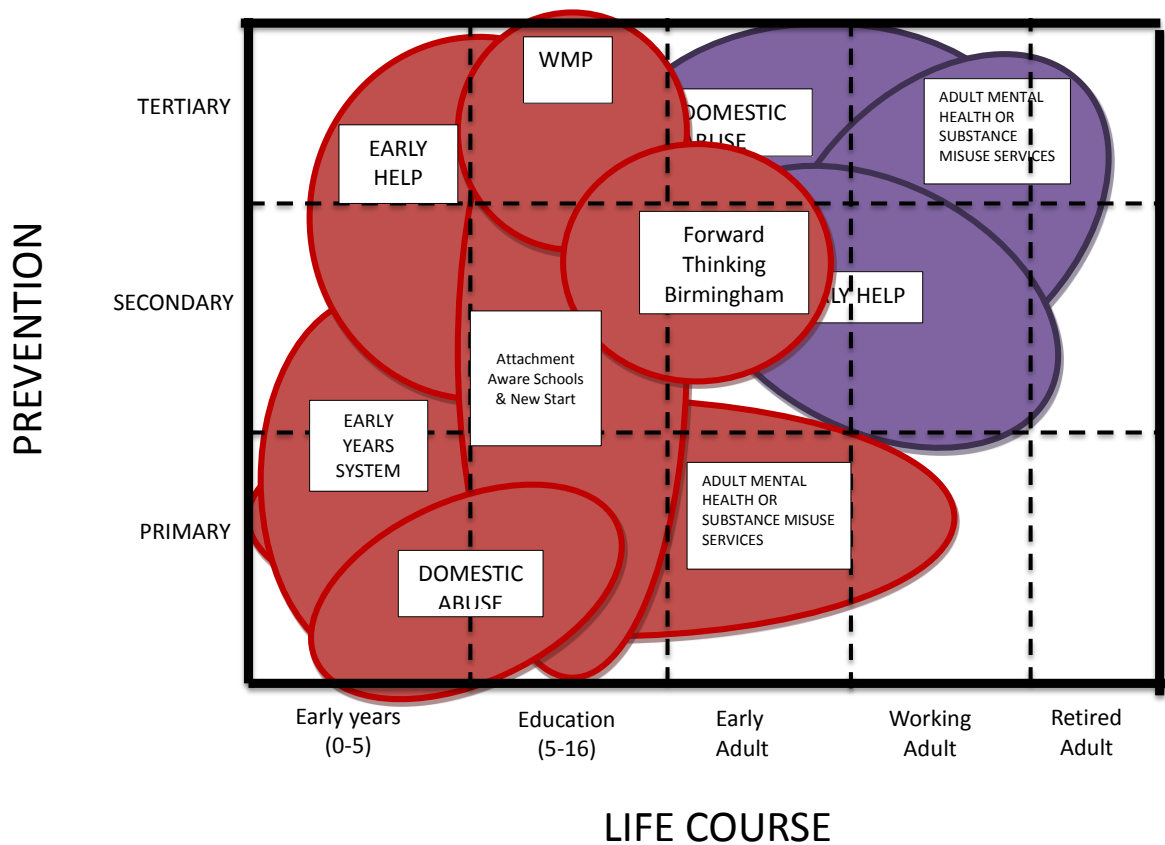 PREVENTION
TERTIARY
SECONDARY
PRIMARY
WMP
EARLY
HELP
DOMESTIC
ABUSE
ADULT MENTAL
HEALTH OR
SUBSTANCE
MISUSE SERVICES
Forward
Thinking
Birmingham
LY HELP
Attachment
Aware Schools
& New Start
EARLY
YEARS
SYSTEM
ADULT MENTAL
HEALTH OR
SUBSTANCE MISUSE
SERVICES
DOMESTIC
ABUSE
Early years
(0-5)
Education
(5-16)
Early
Adult
Working
Adult
Retired
Adult
LIFE COURSE